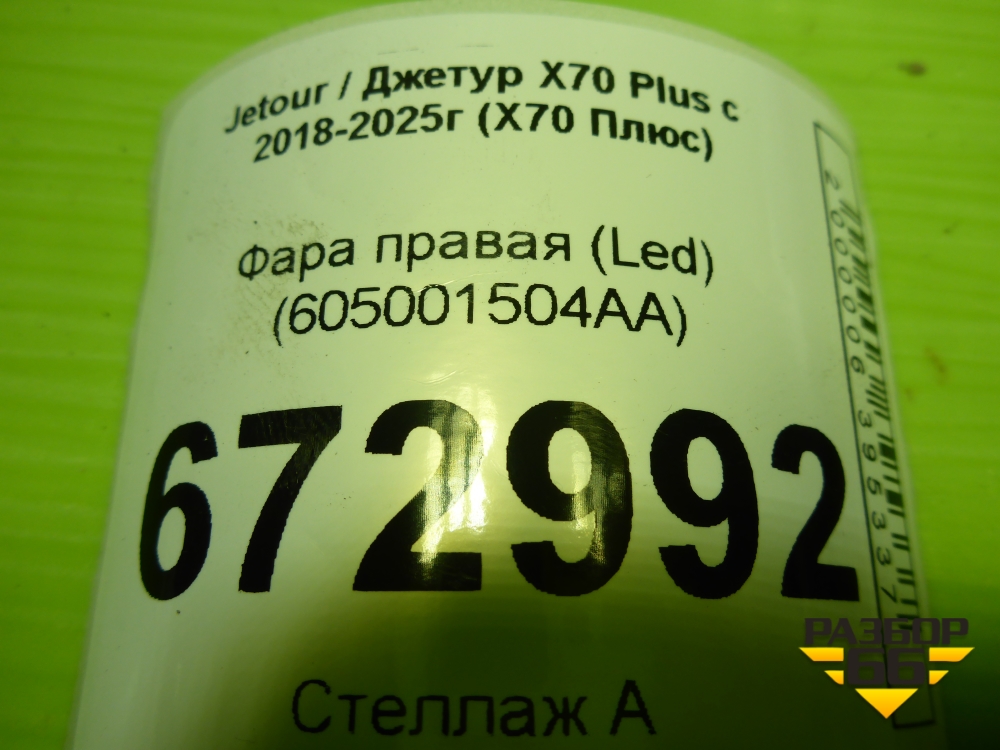 Jetour / Джетур X70 Plus с
2018-2025г (X70 Плюс)
Фара правая (Led)
(605001504AA)
672992
Стеллаж А
2000006395337
РАЗБОР
66